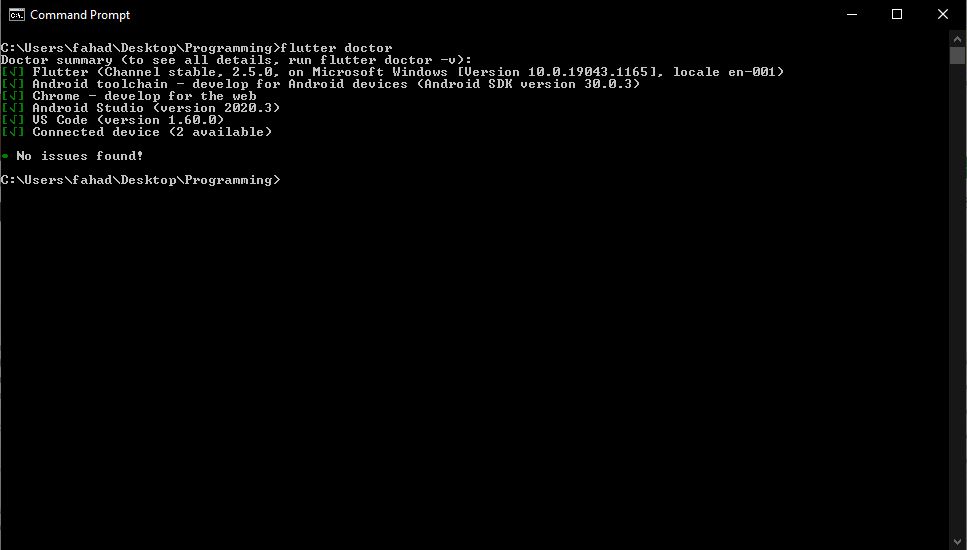 Command Prompt
C:\Users\fahad\Desktop\Programming>flutter doctor
Doctor summary (to see all details, run flutter doctor -v):
[√] Flutter (Channel stable, 2.5.0, on Microsoft Windows [Version 10.0.19043.1165], locale en-001)
[√] Android toolchain - develop for Android devices (Android SDK version 30.0.3)
[√] Chrome - develop for the web
[√] Android Studio (version 2020.3)
[√] VS Code (version 1.60.0)
[√] Connected device (2 available)
• No issues found!
C:\Users\fahad\Desktop\Programming>